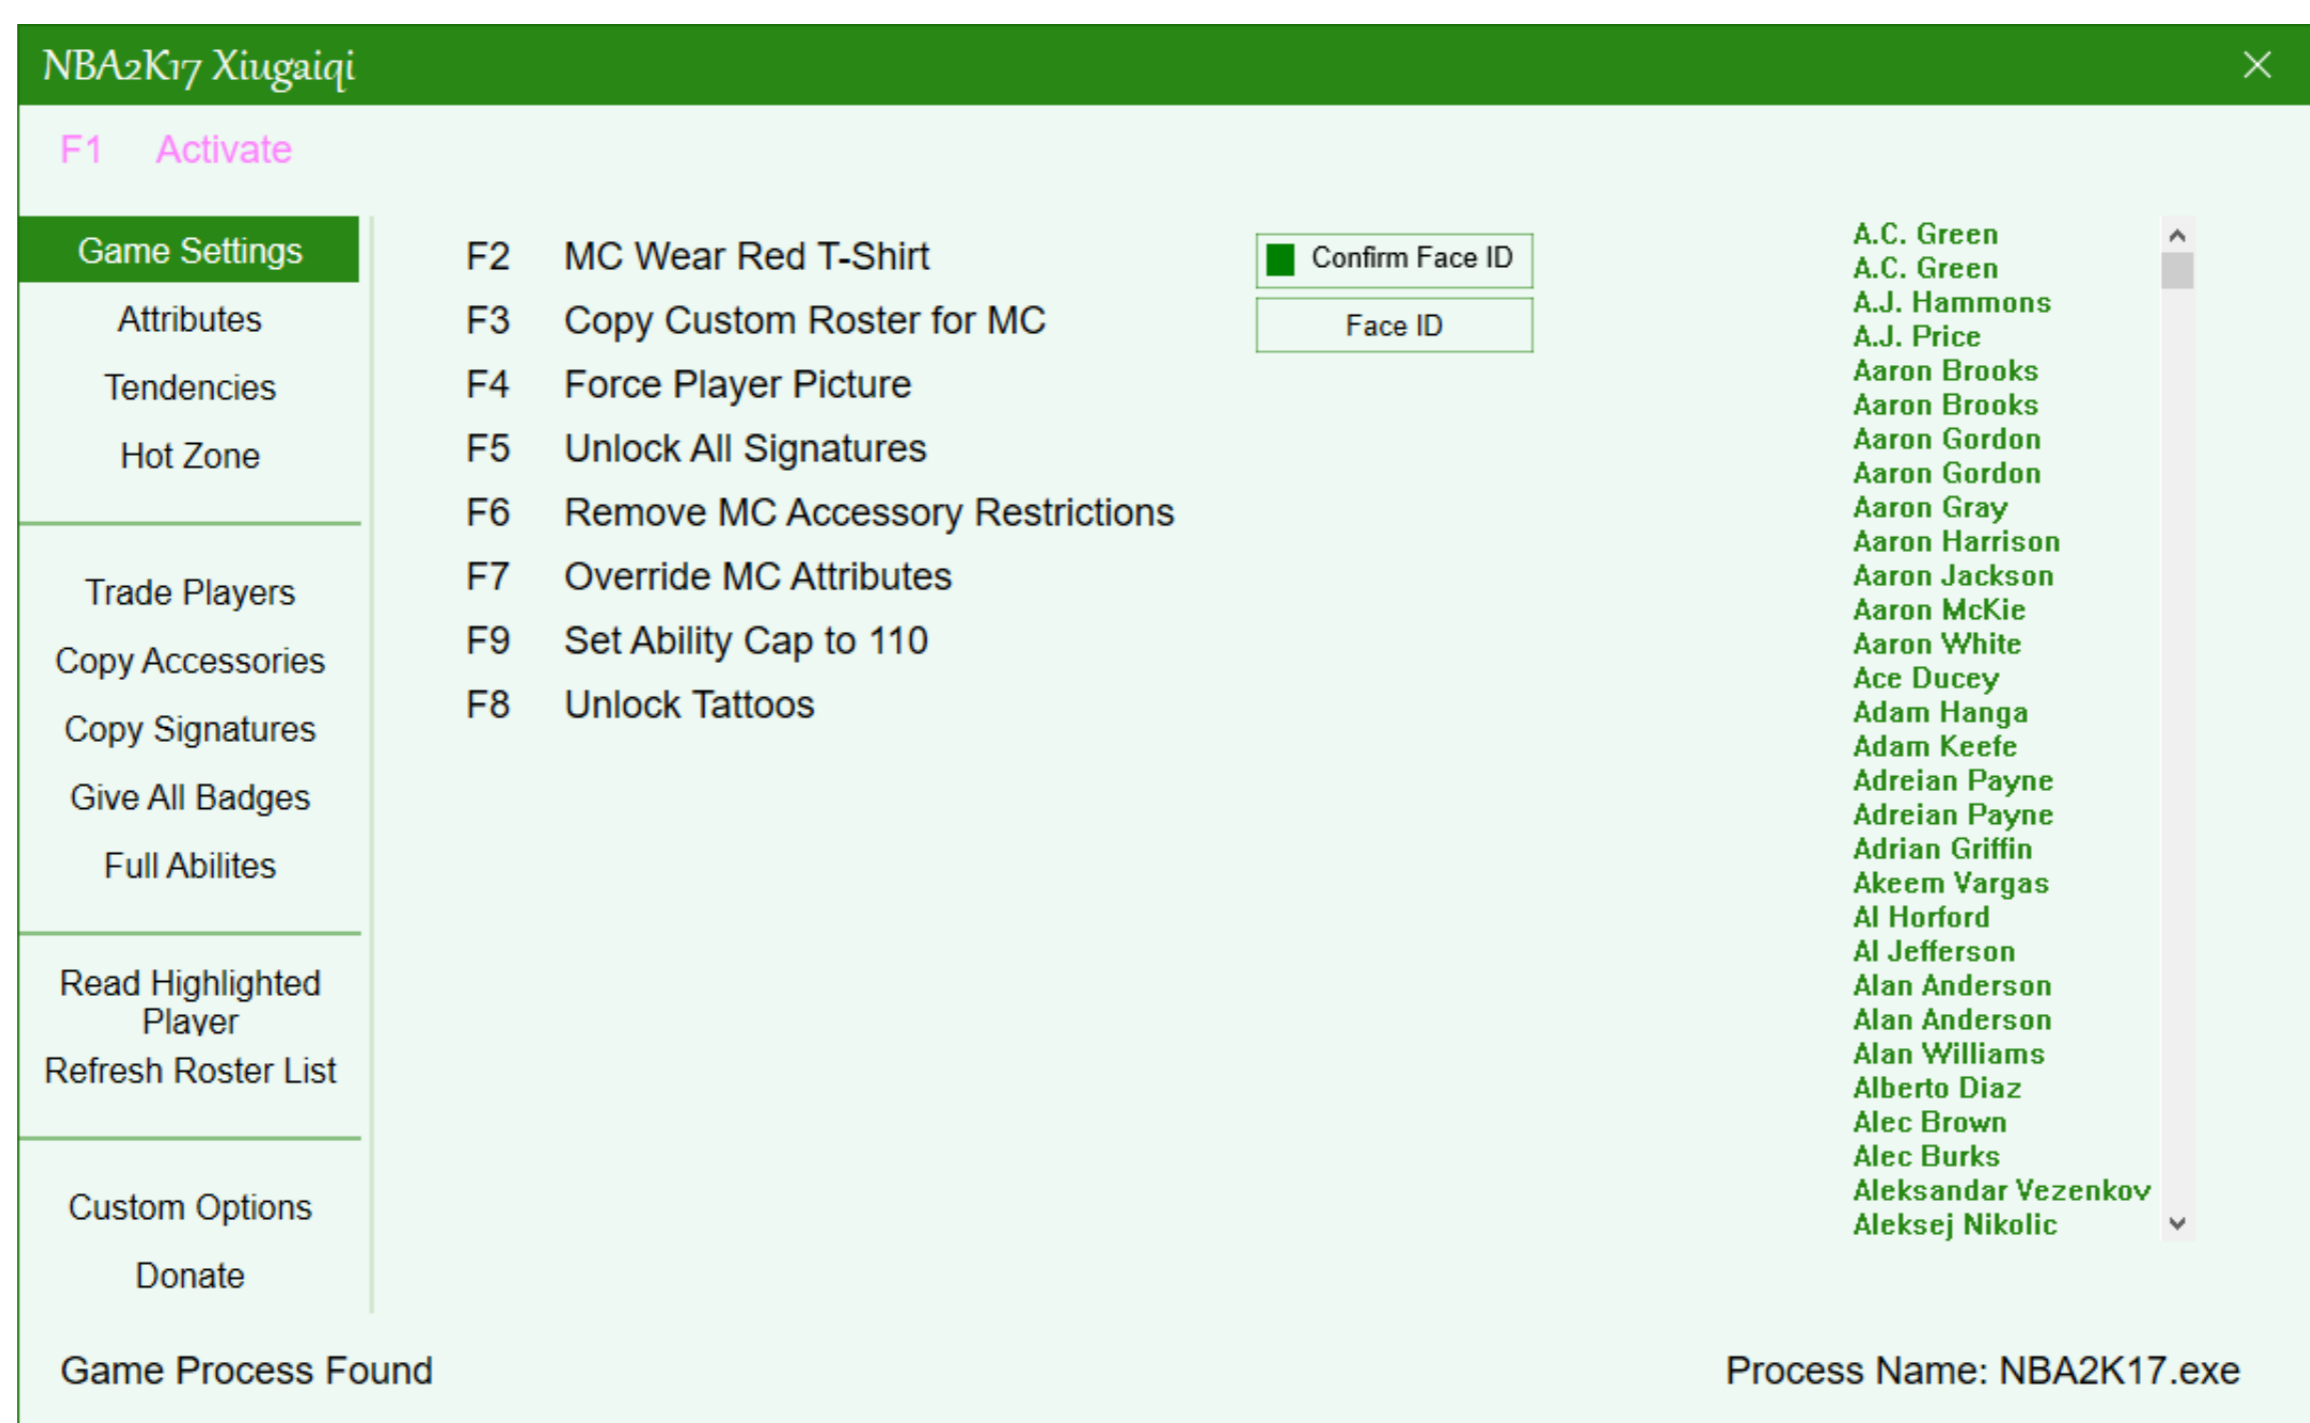 NBA2K17 Xiugaiqi
F1 Activate
Game Settings
Attributes
Tendencies
Hot Zone
Trade Players
Copy Accessories
Copy Signatures
Give All Badges
Full Abilites
Read Highlighted
Player
Refresh Roster List
Custom Options
Donate
F2 MC Wear Red T-Shirt
F3 Copy Custom Roster for MC
F4 Force Player Picture
F5 Unlock All Signatures
F6 Remove MC Accessory Restrictions
F7 Override MC Attributes
F9 Set Ability Cap to 110
F8 Unlock Tattoos
Confirm Face ID
Face ID
A.C. Green
A.C. Green
A.J. Hammons
A.J. Price
Aaron Brooks
Aaron Brooks
Aaron Gordon
Aaron Gordon
Aaron Gray
Aaron Harrison
Aaron Jackson
Aaron McKie
Aaron White
Ace Ducey
Adam Hanga
Adam Keefe
Adreian Payne
Adreian Payne
Adrian Griffin
Akeem Vargas
Al Horford
Al Jefferson
Alan Anderson
Alan Anderson
Alan Williams
Alberto Diaz
Alec Brown
Alec Burks
Aleksandar Vezenkov
Aleksej Nikolic
Game Process Found
Process Name: NBA2K17.exe